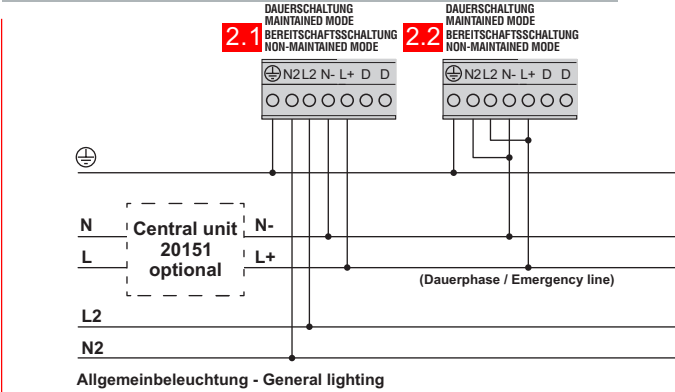 2.1
DAUERSCHALTUNG
MAINTAINED MODE
BEREITSCHAFTSSCHALTUNG
NON-MAINTAINED MODE
2.2
DAUERSCHALTUNG
MAINTAINED MODE
BEREITSCHAFTSSCHALTUNG
NON-MAINTAINED MODE
N2 L2 N- L+ D D
N2 L2 N- L+ D D
N
Central unit
20151
optional
N-
L
L+
(Dauerphase / Emergency line)
L2
N2
Allgemeinbeleuchtung - General lighting